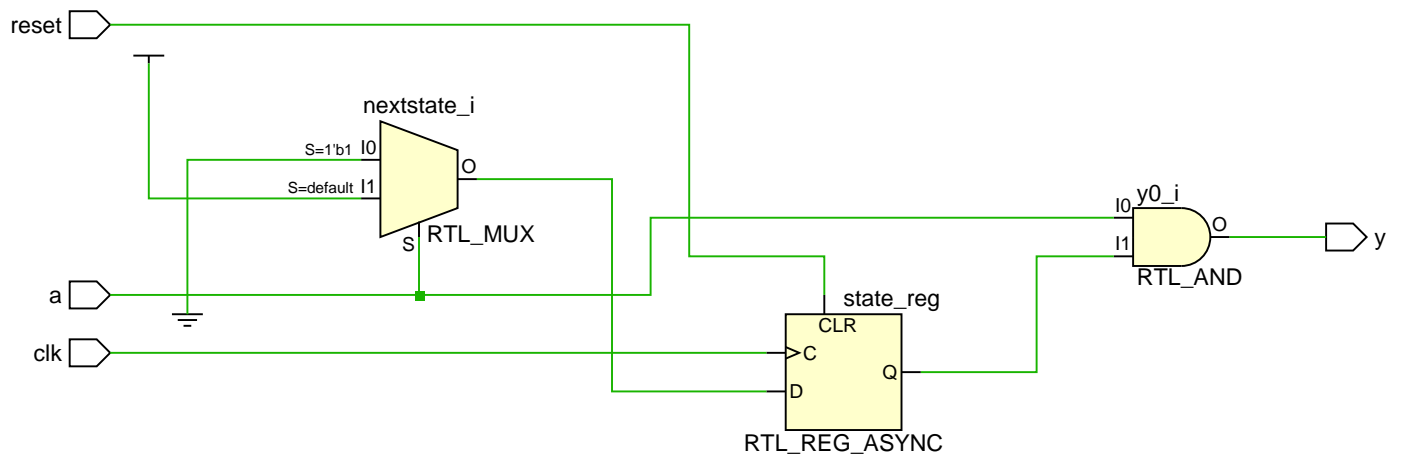 reset
nextstate_i
S=1'b1 I0
O
S=default I1
S
RTL_MUX
a
clk
state_reg
CLR
C
Q
D
RTL_REG_ASYNC
y0_i
I0
O
I1
RTL_AND
y